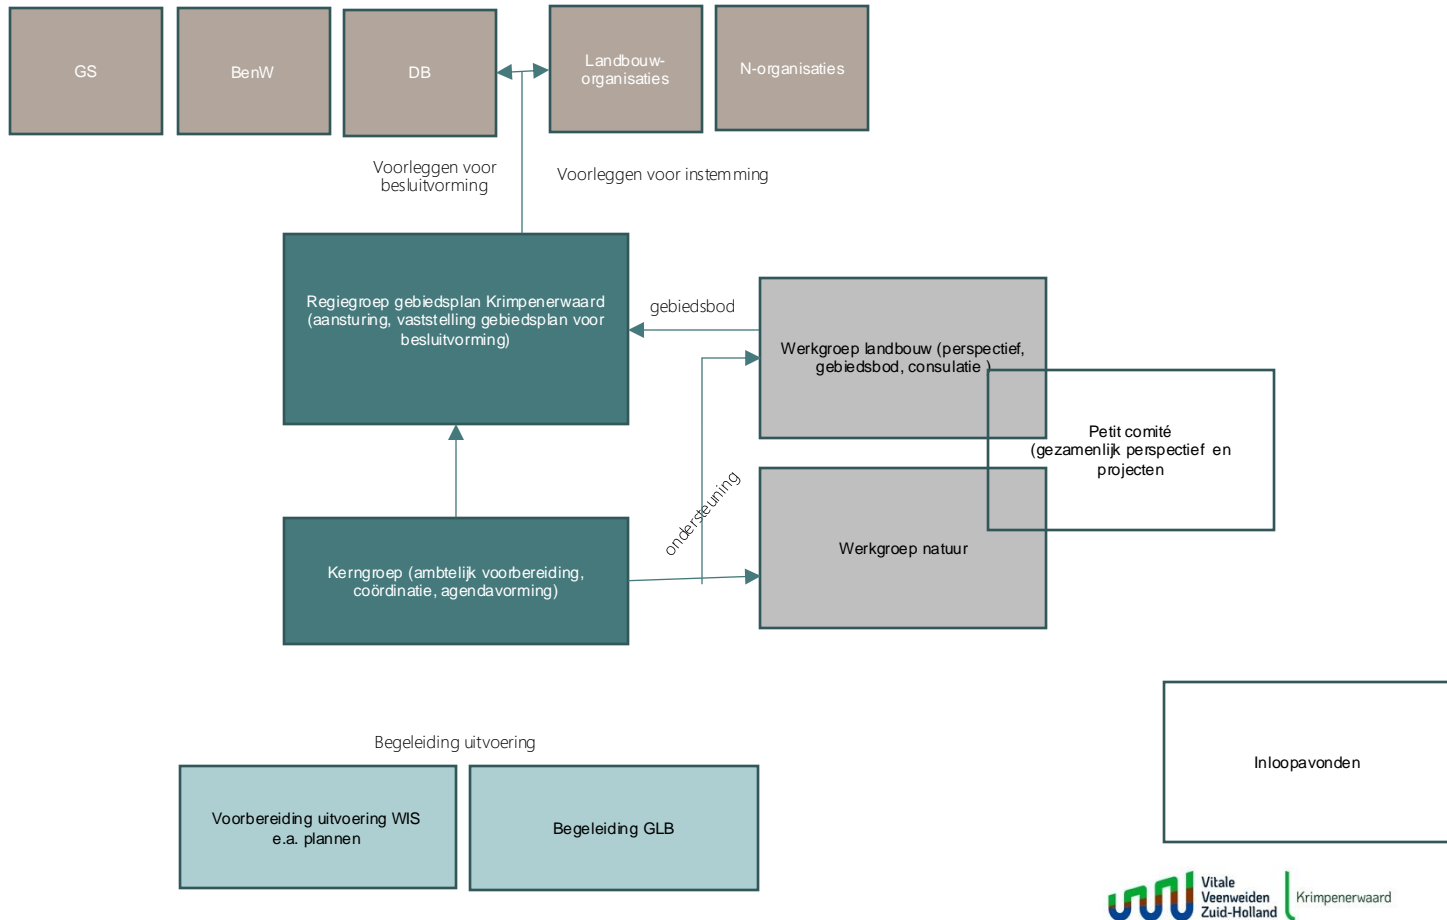 GS
BenW
DB
Landbouw-
organisaties
N-organisaties
Voorleggen voor
besluitvorming
Voorleggen voor instemming
Regiegroep gebiedsplan Krimpenerwaard
(aansturing, vaststelling gebiedsplan voor
besluitvorming)
gebiedsbod
Werkgroep landbouw (perspectief,
gebiedsbod, consulatie )
Petit comité
(gezamenlijk perspectief en
projecten
ondersteuning
Werkgroep natuur
Kerngroep (ambtelijk voorbereiding,
coördinatie, agendavorming)
Begeleiding uitvoering
Voorbereiding uitvoering WIS
e.a. plannen
Begeleiding GLB
Inloopavonden
Vitale
Veenweiden
Zuid-Holland
Krimpenerwaard